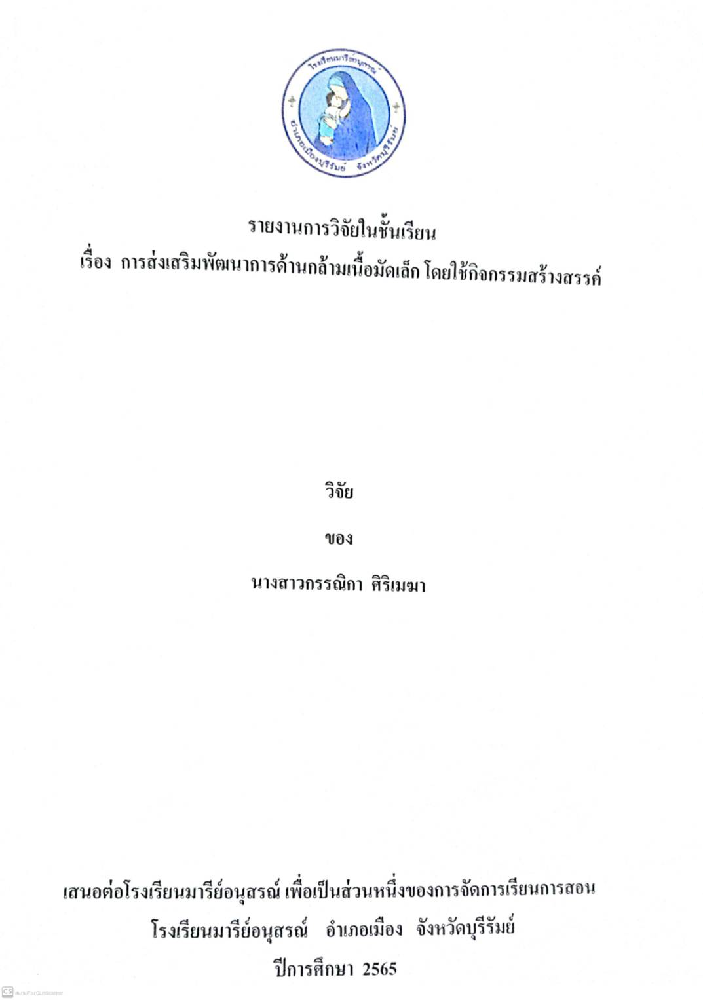 โรงเรียนมารีย์อนุสรณ์
อำเภอเมืองบุรีรัมย์ จังหวัดบุรีรัมย์
รายงานการวิจัยในชั้นเรียน
เรื่อง การส่งเสริมพัฒนาการด้านกล้ามเนื้อมัดเล็ก โดยใช้กิจกรรมสร้างสรรค์
วิจัย
ของ
นางสาวกรรณิกา ศิริเมฆา
เสนอต่อโรงเรียนมารีย์อนุสรณ์ เพื่อเป็นส่วนหนึ่งของการจัดการเรียนการสอน
โรงเรียนมารีย์อนุสรณ์ อำเภอเมือง จังหวัดบุรีรัมย์
ปีการศึกษา 2565
CS สแกนด้วย CamScanner